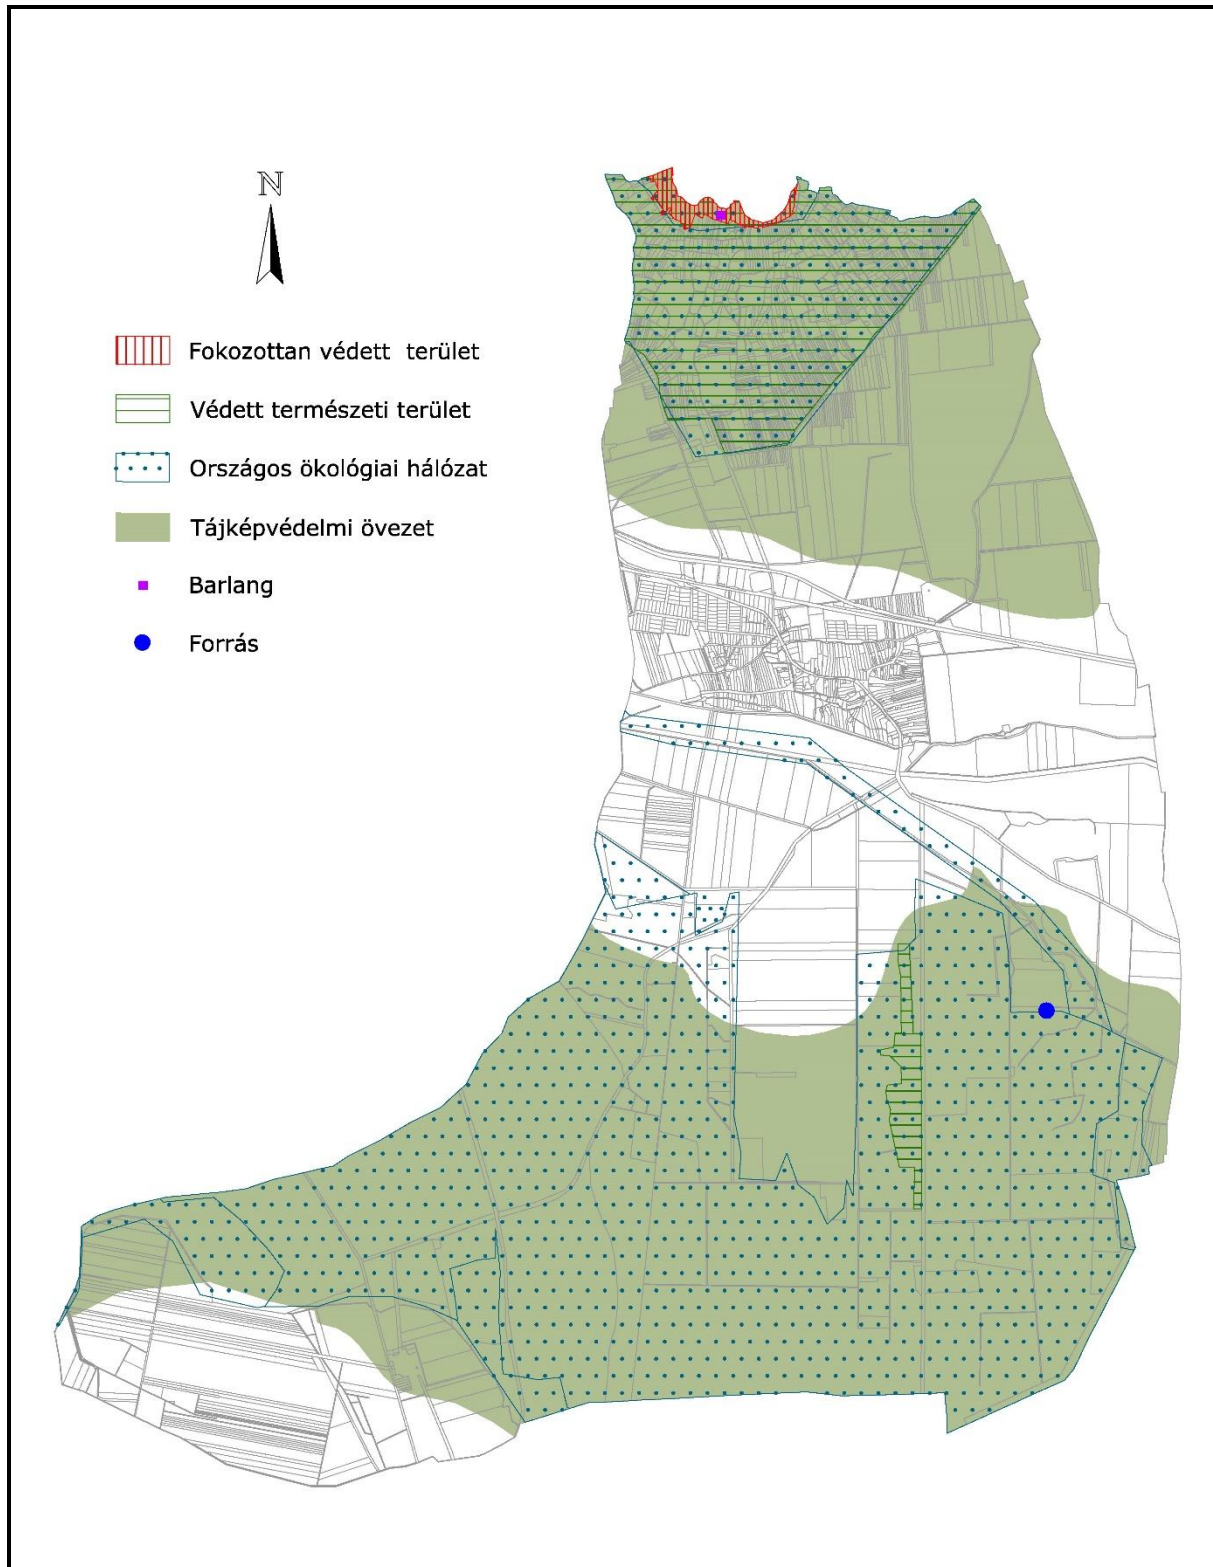 N
Fokozottan védett terület
Védett természeti terület
Országos ökológiai hálózat
Tájképvédelmi övezet
Barlang
Forrás